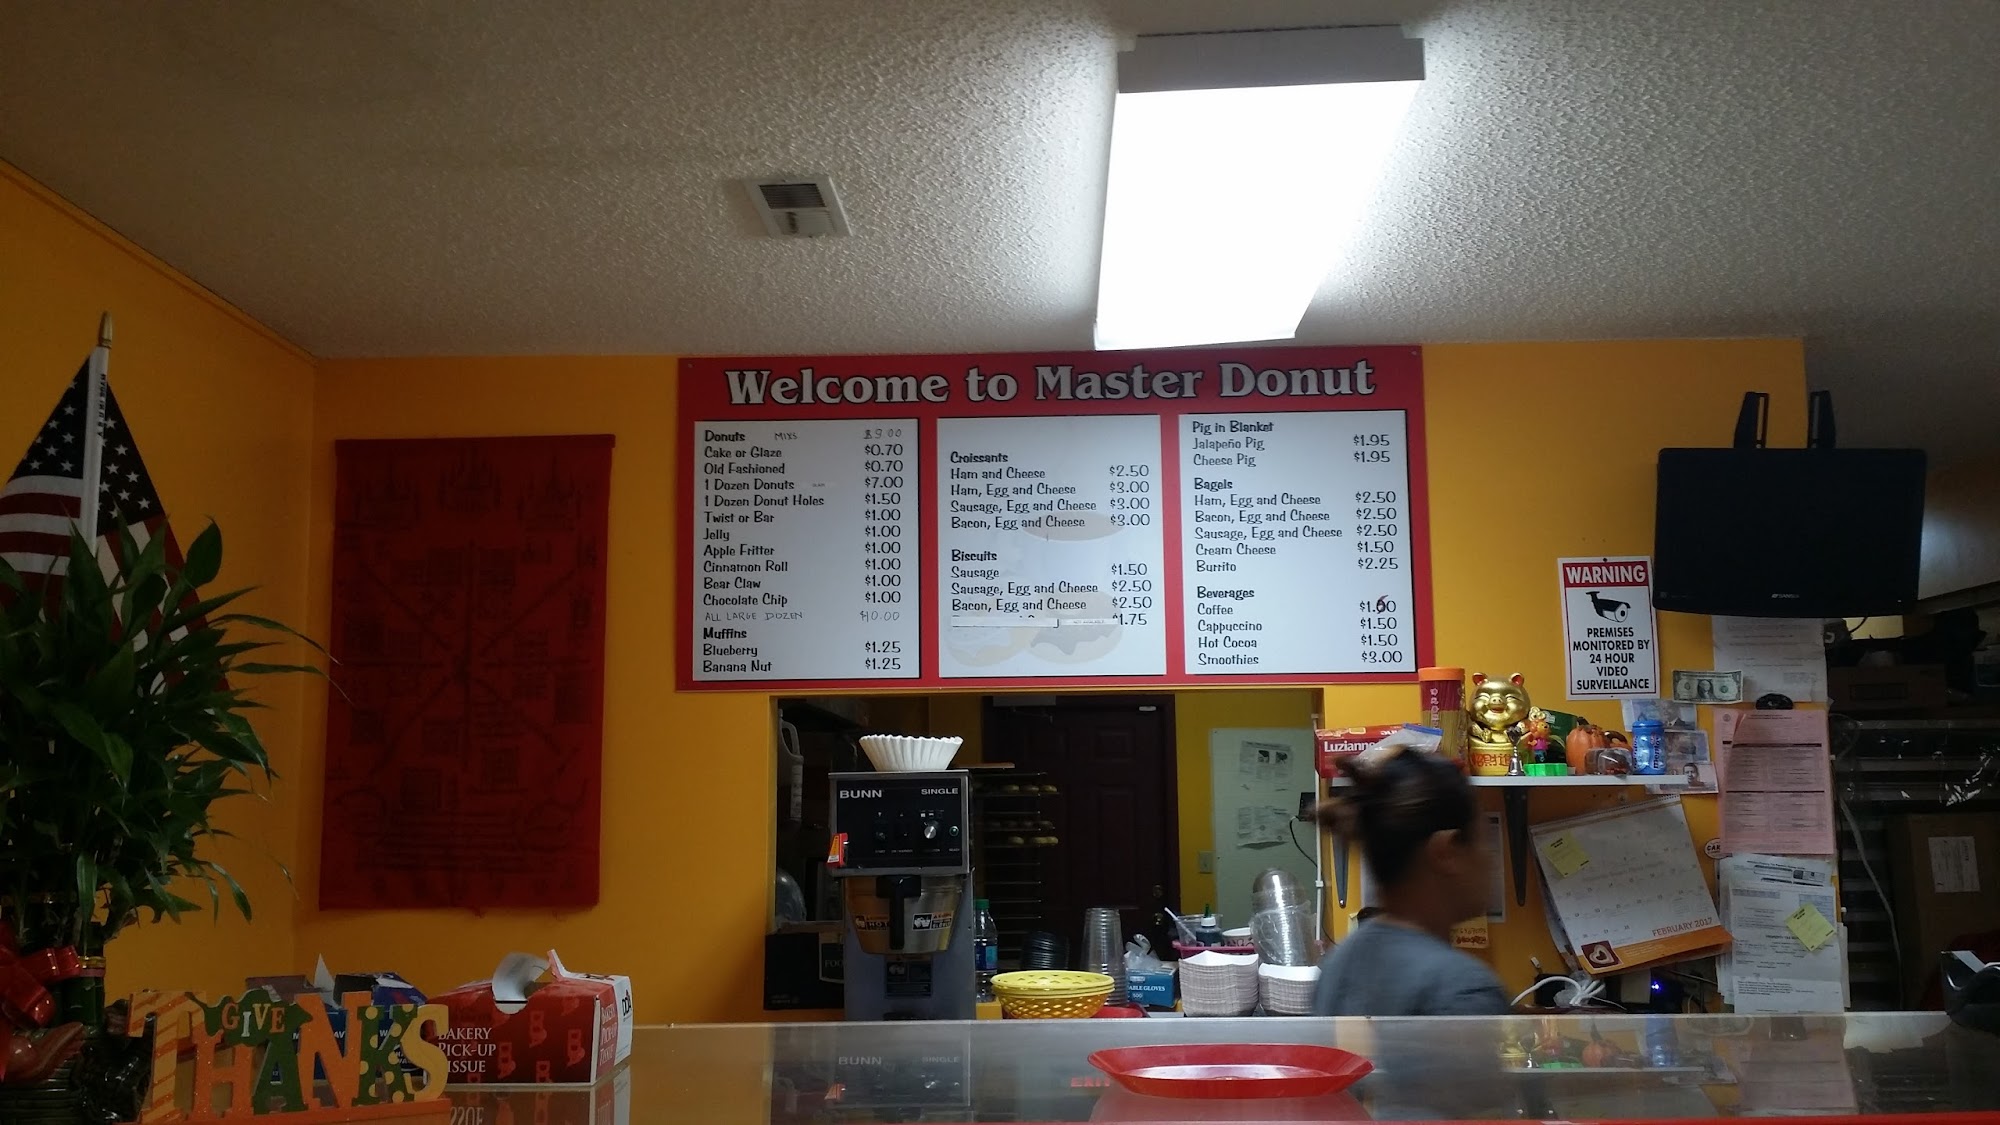 Welcome to Master Donut
Donuts MIXS $9.00
Cake or Glaze $0.70
Old Fashioned $0.70
1 Dozen Donuts $7.00
1 Dozen Donut Holes $1.50
Twist or Bar $1.00
Jelly $1.00
Apple Fritter $1.00
Cinnamon Roll $1.00
Bear Claw $1.00
Chocolate Chip $1.00
ALL LARGE DOZEN $10.00
Muffins
Blueberry $1.25
Banana Nut $1.25
Croissants
Ham and Cheese $2.50
Ham, Egg and Cheese $3.00
Sausage, Egg and Cheese $3.00
Bacon, Egg and Cheese $3.00
Biscuits
Sausage $1.50
Sausage, Egg and Cheese $2.50
Bacon, Egg and Cheese $2.50
$1.75
Pig in Blanket
Jalapeño Pig $1.95
Cheese Pig $1.95
Bagels
Ham, Egg and Cheese $2.50
Bacon, Egg and Cheese $2.50
Sausage, Egg and Cheese $2.50
Cream Cheese $1.50
Burrito $2.25
Beverages
Coffee $1.60
Cappuccino $1.50
Hot Cocoa $1.50
Smoothies $3.00
WARNING
PREMISES
MONITORED BY
24 HOUR
VIDEO
SURVEILLANCE
Luzianne
BUNN SINGLE
FEBRUARY 2017
GIVE
THANKS
BAKERY
PICK-UP
TISSUE
BUNN SINGLE